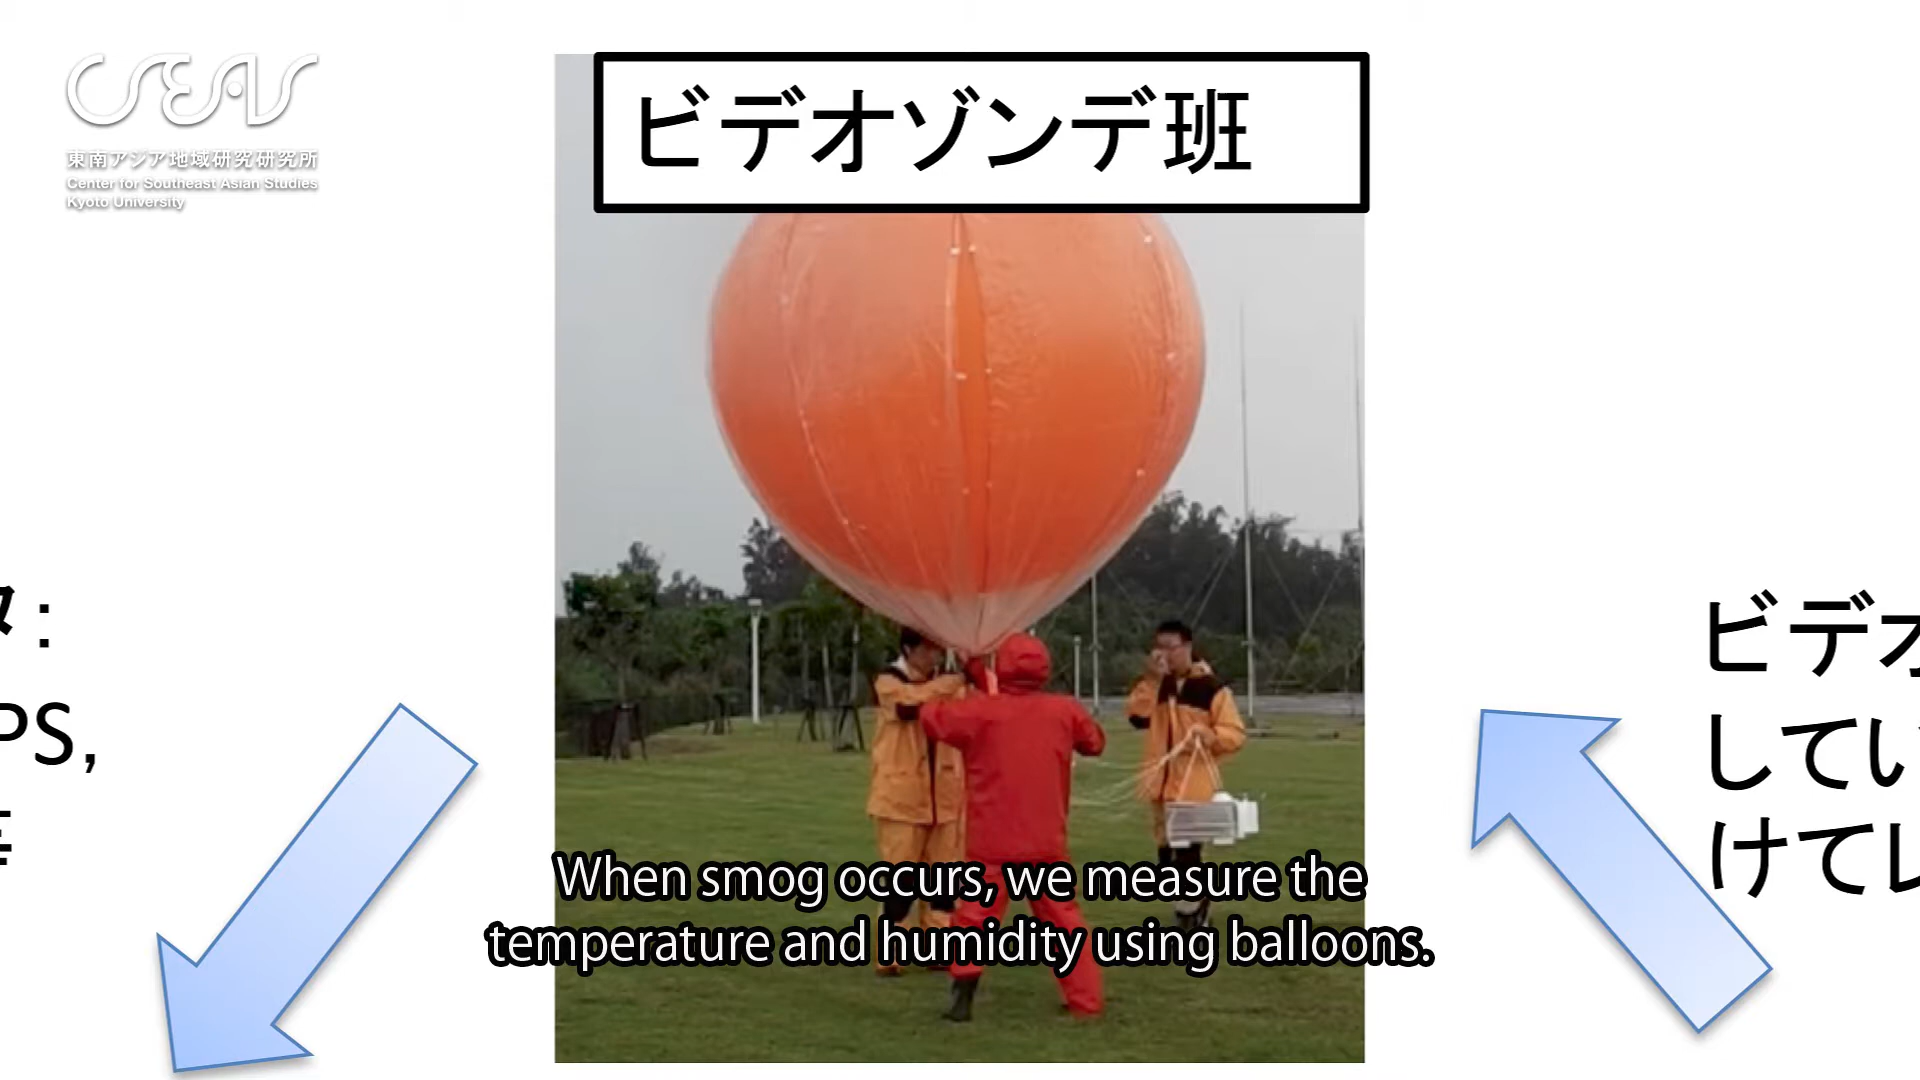 CSEAS
東南アジア地域研究研究所
Center for Southeast Asian Studies
Kyoto University
ビデオゾンデ班
:
PS,
ビデオ
してい
けてレ
When smog occurs, we measure the
temperature and humidity using balloons.